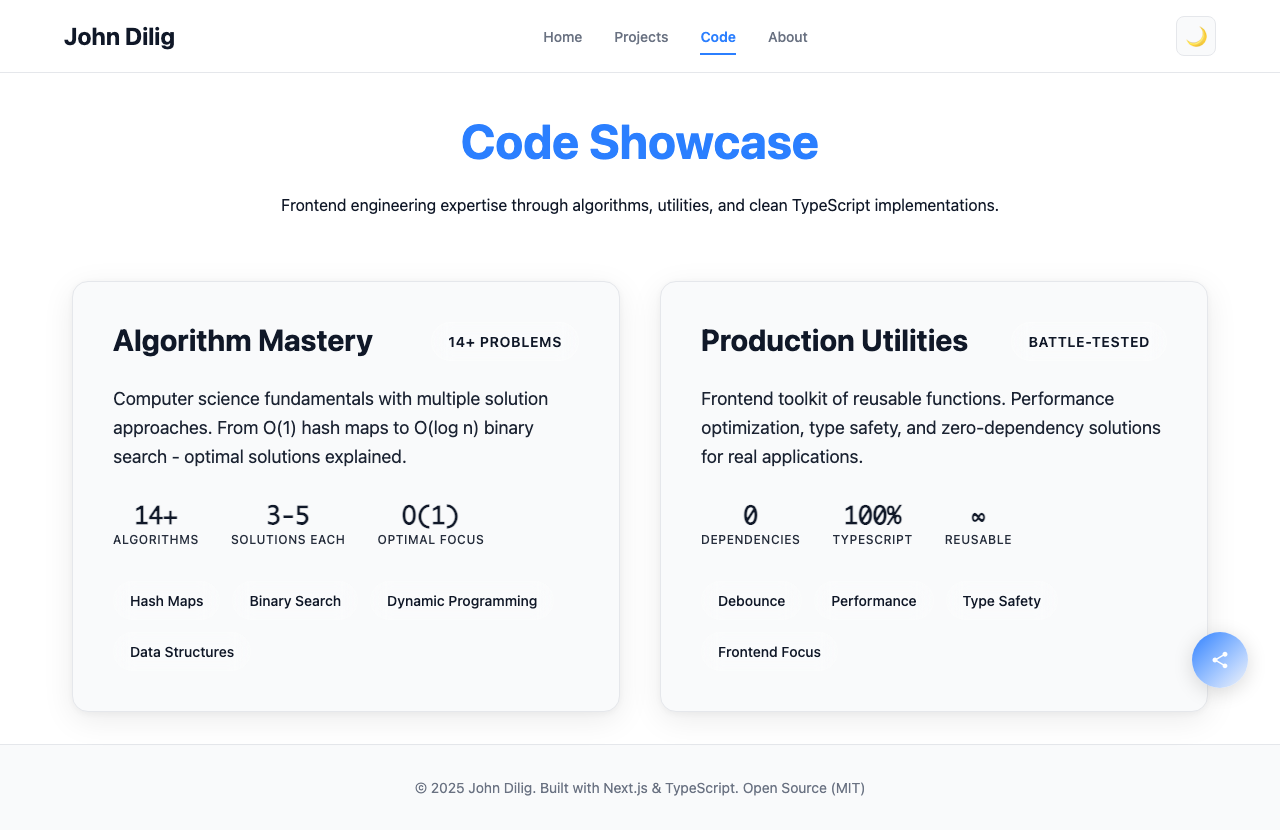 John Dilig
Home Projects Code About
Code Showcase
Frontend engineering expertise through algorithms, utilities, and clean TypeScript implementations.
Algorithm Mastery
14+ PROBLEMS
Computer science fundamentals with multiple solution
approaches. From O(1) hash maps to O(log n) binary
search - optimal solutions explained.
14+ 3-5 O(1)
ALGORITHMS SOLUTIONS EACH OPTIMAL FOCUS
Hash Maps Binary Search Dynamic Programming
Data Structures
Production Utilities
BATTLE-TESTED
Frontend toolkit of reusable functions. Performance
optimization, type safety, and zero-dependency solutions
for real applications.
0 100% ∞
DEPENDENCIES TYPESCRIPT REUSABLE
Debounce Performance Type Safety
Frontend Focus
© 2025 John Dilig. Built with Next.js & TypeScript. Open Source (MIT)